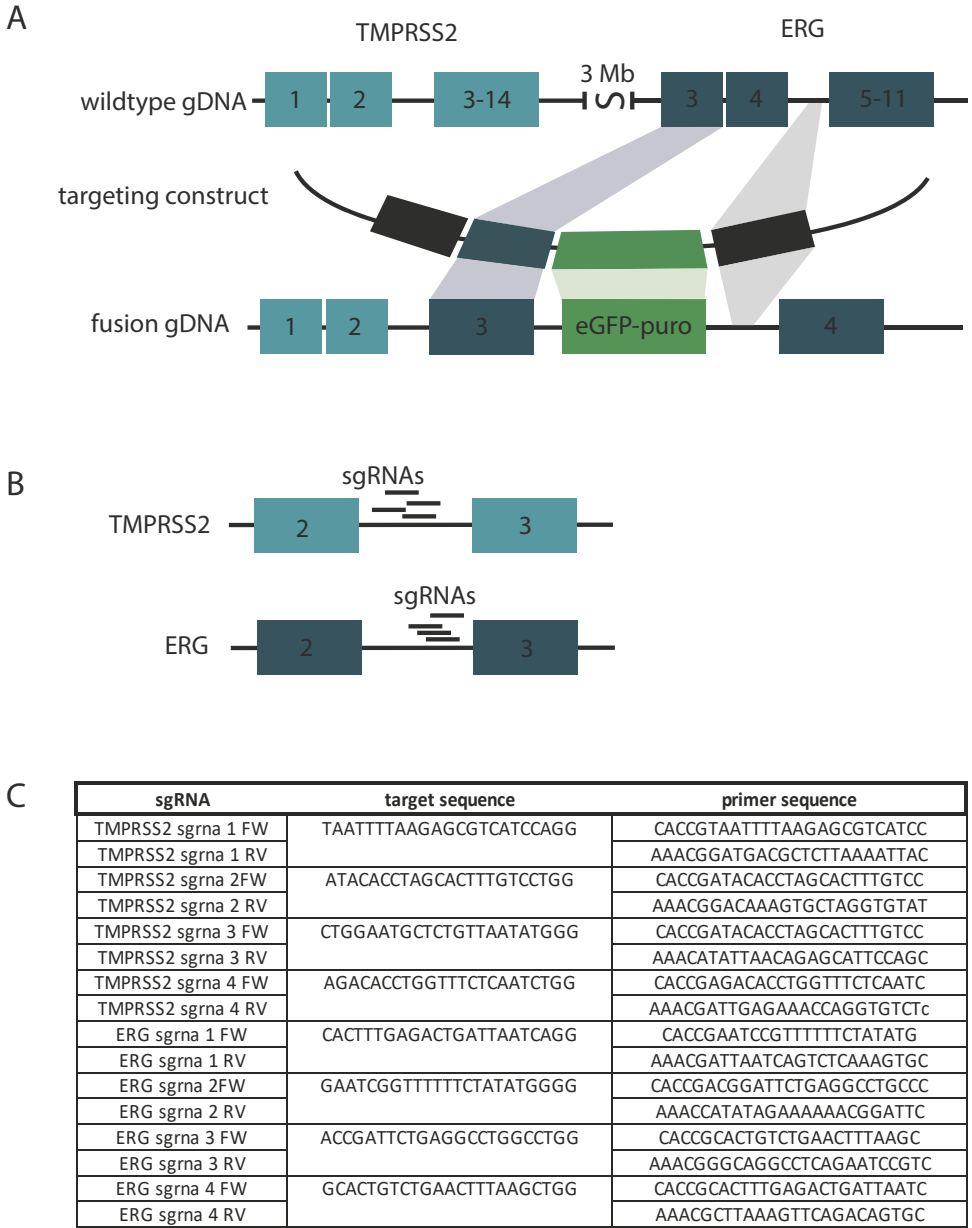 A
TMPRSS2
ERG
wildtype gDNA
1
2
3-14
3 Mb
3
4
5-11
targeting construct
fusion gDNA
1
2
3
eGFP-puro
4
B
sgRNAs
TMPRSS2
2
3
sgRNAs
ERG
2
3
C
sgRNA target sequence primer sequence
TMPRSS2 sgrna 1 FW TAATTTTAAGAGCGTCATCCAGG CACCGTAATTTTAAGAGCGTCATCC
TMPRSS2 sgrna 1 RV AAACGGATGACGCTCTTAAAATTAC
TMPRSS2 sgrna 2FW ATACACCTAGCACTTTGTCCTGG CACCGATACACCTAGCACTTTGTCC
TMPRSS2 sgrna 2 RV AAACGGACAAAGTGCTAGGTGTAT
TMPRSS2 sgrna 3 FW CTGGAATGCTCTGTTAATATGGG CACCGATACACCTAGCACTTTGTCC
TMPRSS2 sgrna 3 RV AAACATATTAACAGAGCATTCCAGC
TMPRSS2 sgrna 4 FW AGACACCTGGTTTCTCAATCTGG CACCGAGACACCTGGTTTCTCAATC
TMPRSS2 sgrna 4 RV AAACGATTGAGAAACCAGGTGTCTc
ERG sgrna 1 FW CACTTTGAGACTGATTAATCAGG CACCGAATCCGTTTTTTCTATATG
ERG sgrna 1 RV AAACGATTAATCAGTCTCAAAGTGC
ERG sgrna 2FW GAATCGGTTTTTTCTATATGGGG CACCGACGGATTCTGAGGCCTGCCC
ERG sgrna 2 RV AAACCATATAGAAAAAACGGATTC
ERG sgrna 3 FW ACCGATTCTGAGGCCTGGCCTGG CACCGCACTGTCTGAACTTTAAGC
ERG sgrna 3 RV AAACGGGCAGGCCTCAGAATCCGTC
ERG sgrna 4 FW GCACTGTCTGAACTTTAAGCTGG CACCGCACTTTGAGACTGATTAATC
ERG sgrna 4 RV AAACGCTTAAAGTTCAGACAGTGC